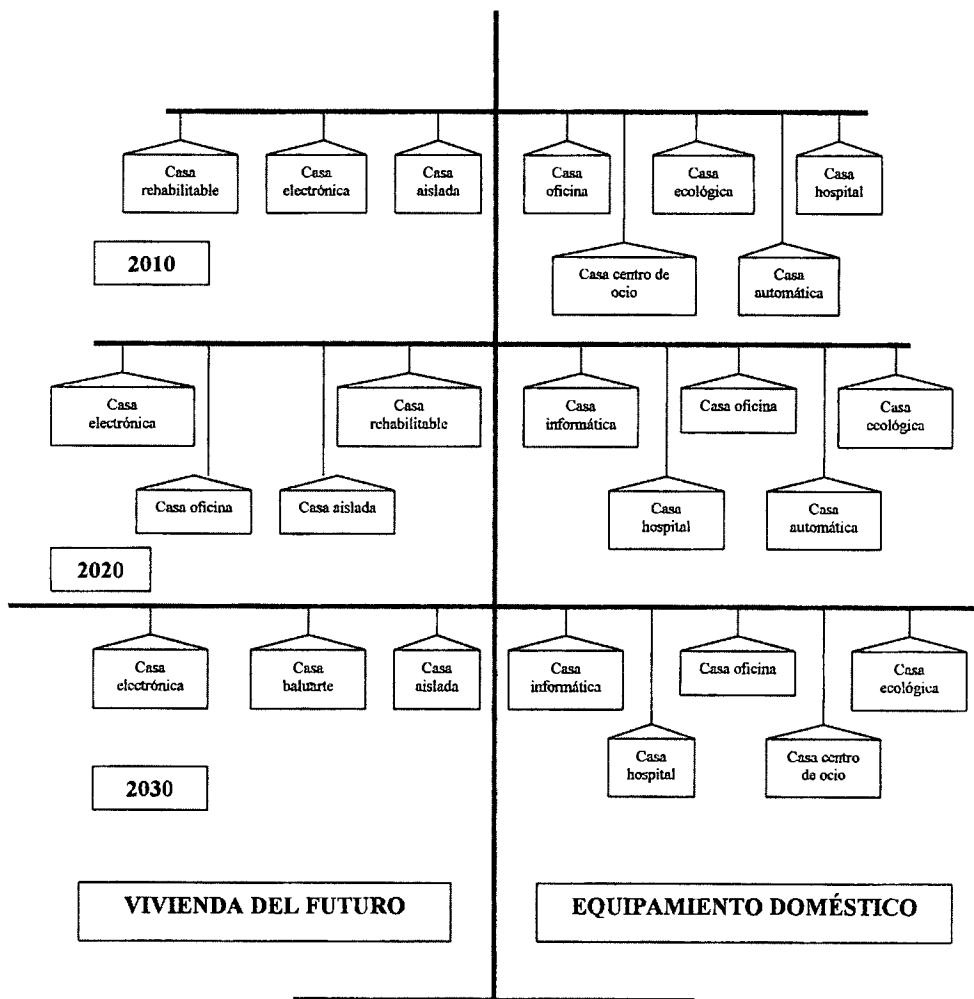 Casa
rehabilitable
Casa
electrónica
Casa
aislada
Casa
oficina
Casa
ecológica
Casa
hospital
2010
Casa centro de
ocio
Casa
automática
Casa
electrónica
Casa
rehabilitable
Casa
informática
Casa oficina
Casa
ecológica
Casa oficina
Casa aislada
Casa
hospital
Casa
automática
2020
Casa
electrónica
Casa
baluarte
Casa
aislada
Casa
informática
Casa oficina
Casa
ecológica
Casa
hospital
Casa centro
de ocio
2030
VIVIENDA DEL FUTURO
EQUIPAMIENTO DOMÉSTICO